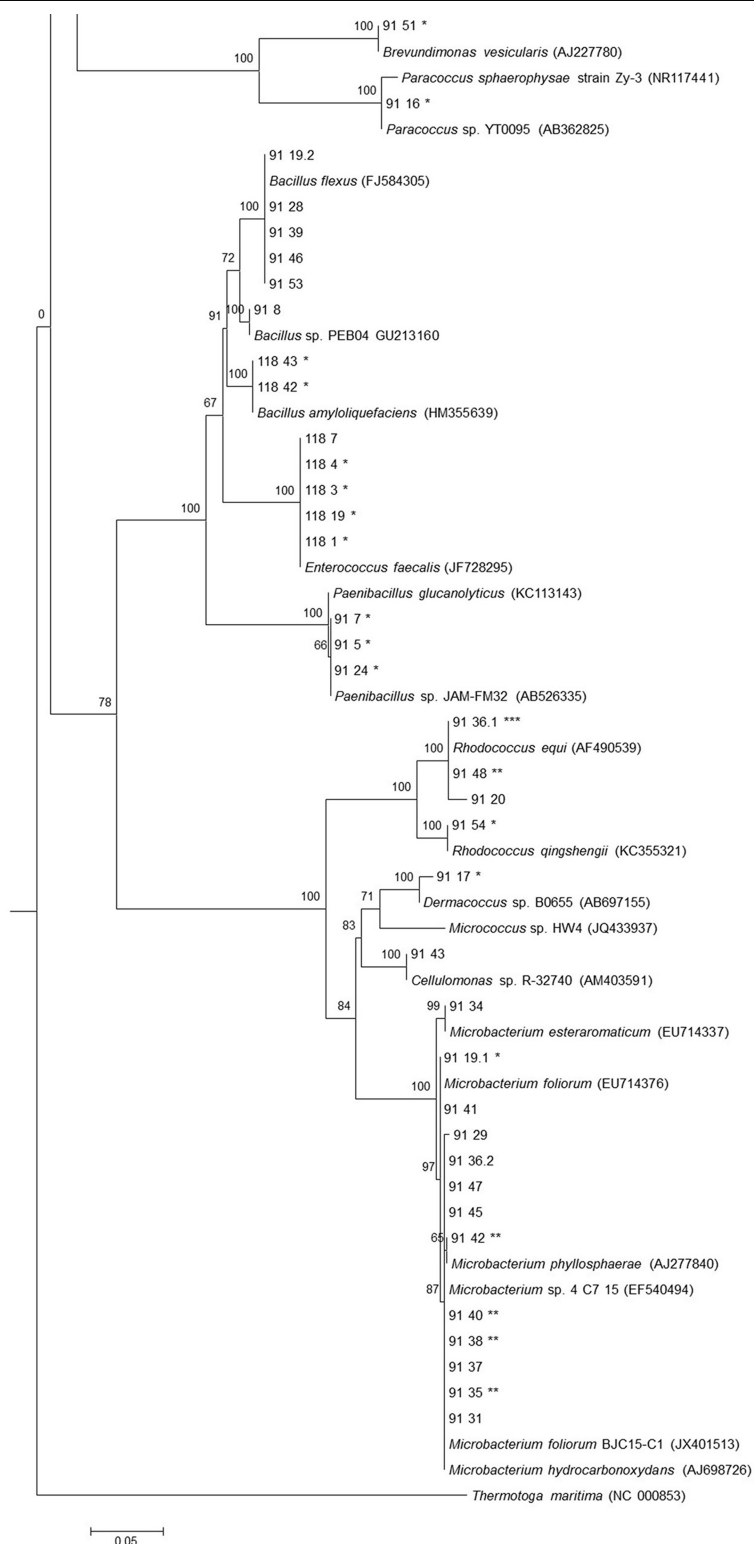 100 91 51 *
Brevundimonas vesicularis (AJ227780)
100
Paracoccus sphaerophysae strain Zy-3 (NR117441)
100
91 16 *
Paracoccus sp. YT0095 (AB362825)
91 19.2
Bacillus flexus (FJ584305)
100 91 28
91 39
72 91 46
91 53
100 91 8
0
91
Bacillus sp. PEB04 GU213160
118 43 *
100
118 42 *
67
Bacillus amyloliquefaciens (HM355639)
118 7
118 4 *
100 118 3 *
100
118 19 *
118 1 *
Enterococcus faecalis (JF728295)
Paenibacillus glucanolyticus (KC113143)
100
91 7 *
66 91 5 *
91 24 *
Paenibacillus sp. JAM-FM32 (AB526335)
78
91 36.1 ***
100 Rhodococcus equi (AF490539)
91 48 **
100
91 20
100 91 54 *
Rhodococcus qingshengii (KC355321)
100 91 17 *
100
71
Dermacoccus sp. B0655 (AB697155)
83
Micrococcus sp. HW4 (JQ433937)
100 91 43
Cellulomonas sp. R-32740 (AM403591)
84
99 91 34
Microbacterium esteraromaticum (EU714337)
91 19.1 *
100 Microbacterium foliorum (EU714376)
91 41
91 29
97 91 36.2
91 47
91 45
65 91 42 **
Microbacterium phyllosphaerae (AJ277840)
87 Microbacterium sp. 4 C7 15 (EF540494)
91 40 **
91 38 **
91 37
91 35 **
91 31
Microbacterium foliorum BJC15-C1 (JX401513)
Microbacterium hydrocarbonoxydans (AJ698726)
Thermotoga maritima (NC 000853)
0.05